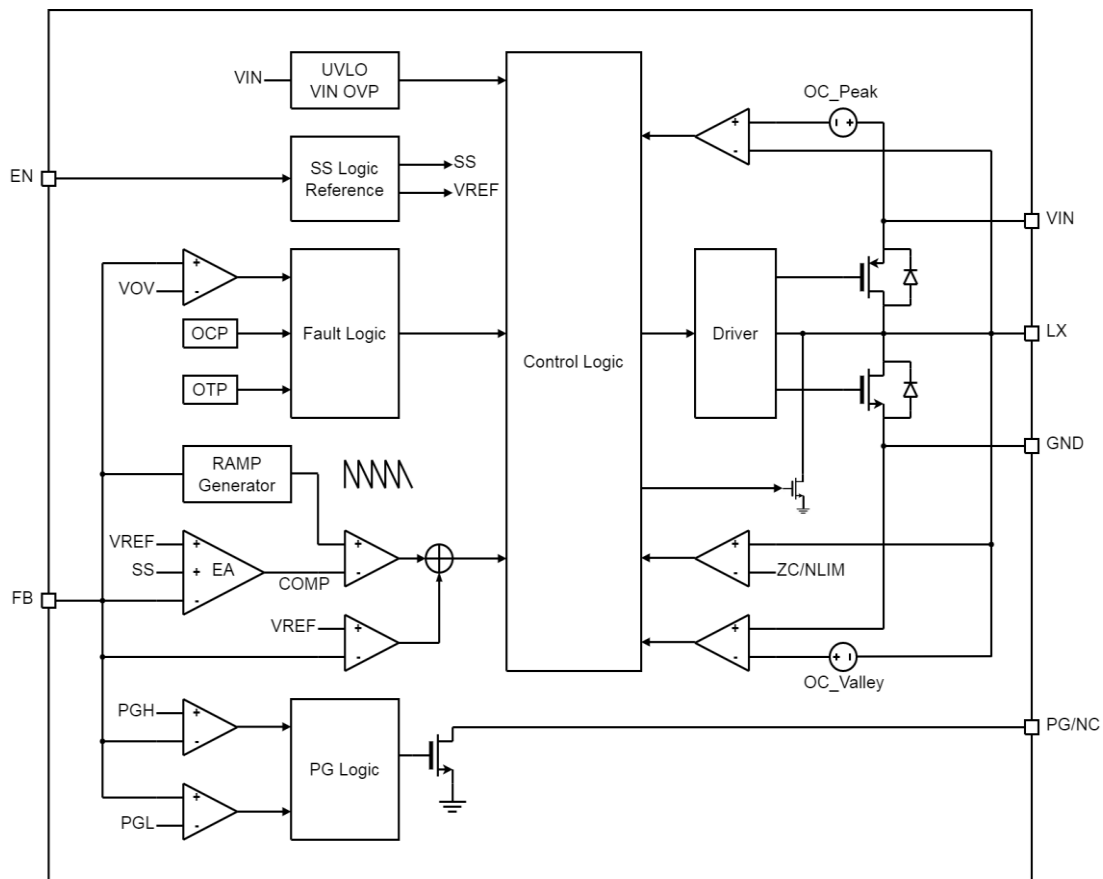 UVLO
VIN OVP
VIN
OC_Peak
+
-
EN
SS Logic
Reference
SS
VREF
VIN
+
-
VOV
OCP
OTP
Fault Logic
Control Logic
Driver
LX
GND
RAMP
Generator
VREF
SS
+
+
-
EA
COMP
+
-
FB
VREF
+
-
+
-
ZC/NLIM
+
-
OC_Valley
PGH
+
-
PGL
+
-
PG Logic
PG/NC